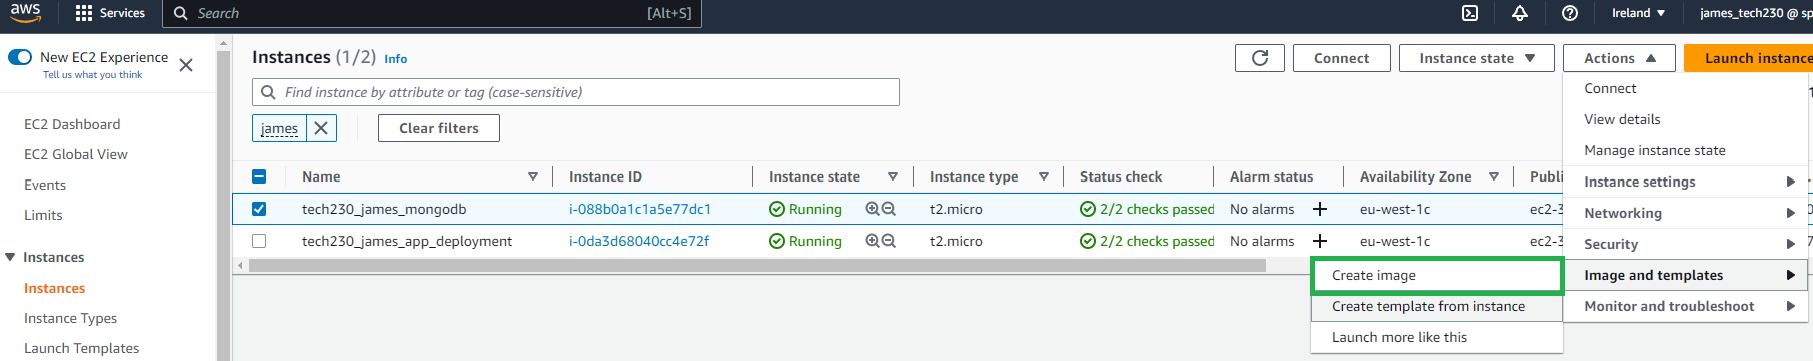 aws
Services
Search
[Alt+S]
Ireland
james_tech230 @ sp
New EC2 Experience
Tell us what you think
EC2 Dashboard
EC2 Global View
Events
Limits
Instances
Instances
Instance Types
Launch Templates
Instances (1/2) Info
Connect
Instance state
Actions
Launch instance
Find instance by attribute or tag (case-sensitive)
james
Clear filters
Name Instance ID Instance state Instance type Status check Alarm status Availability Zone Publi
tech230_james_mongodb i-088b0a1c1a5e77dc1 Running t2.micro 2/2 checks passed No alarms + eu-west-1c ec2-3
tech230_james_app_deployment i-0da3d68040cc4e72f Running t2.micro 2/2 checks passed No alarms + eu-west-1c ec2-3
Connect
View details
Manage instance state
Instance settings
Networking
Security
Image and templates
Monitor and troubleshoot
Create image
Create template from instance
Launch more like this